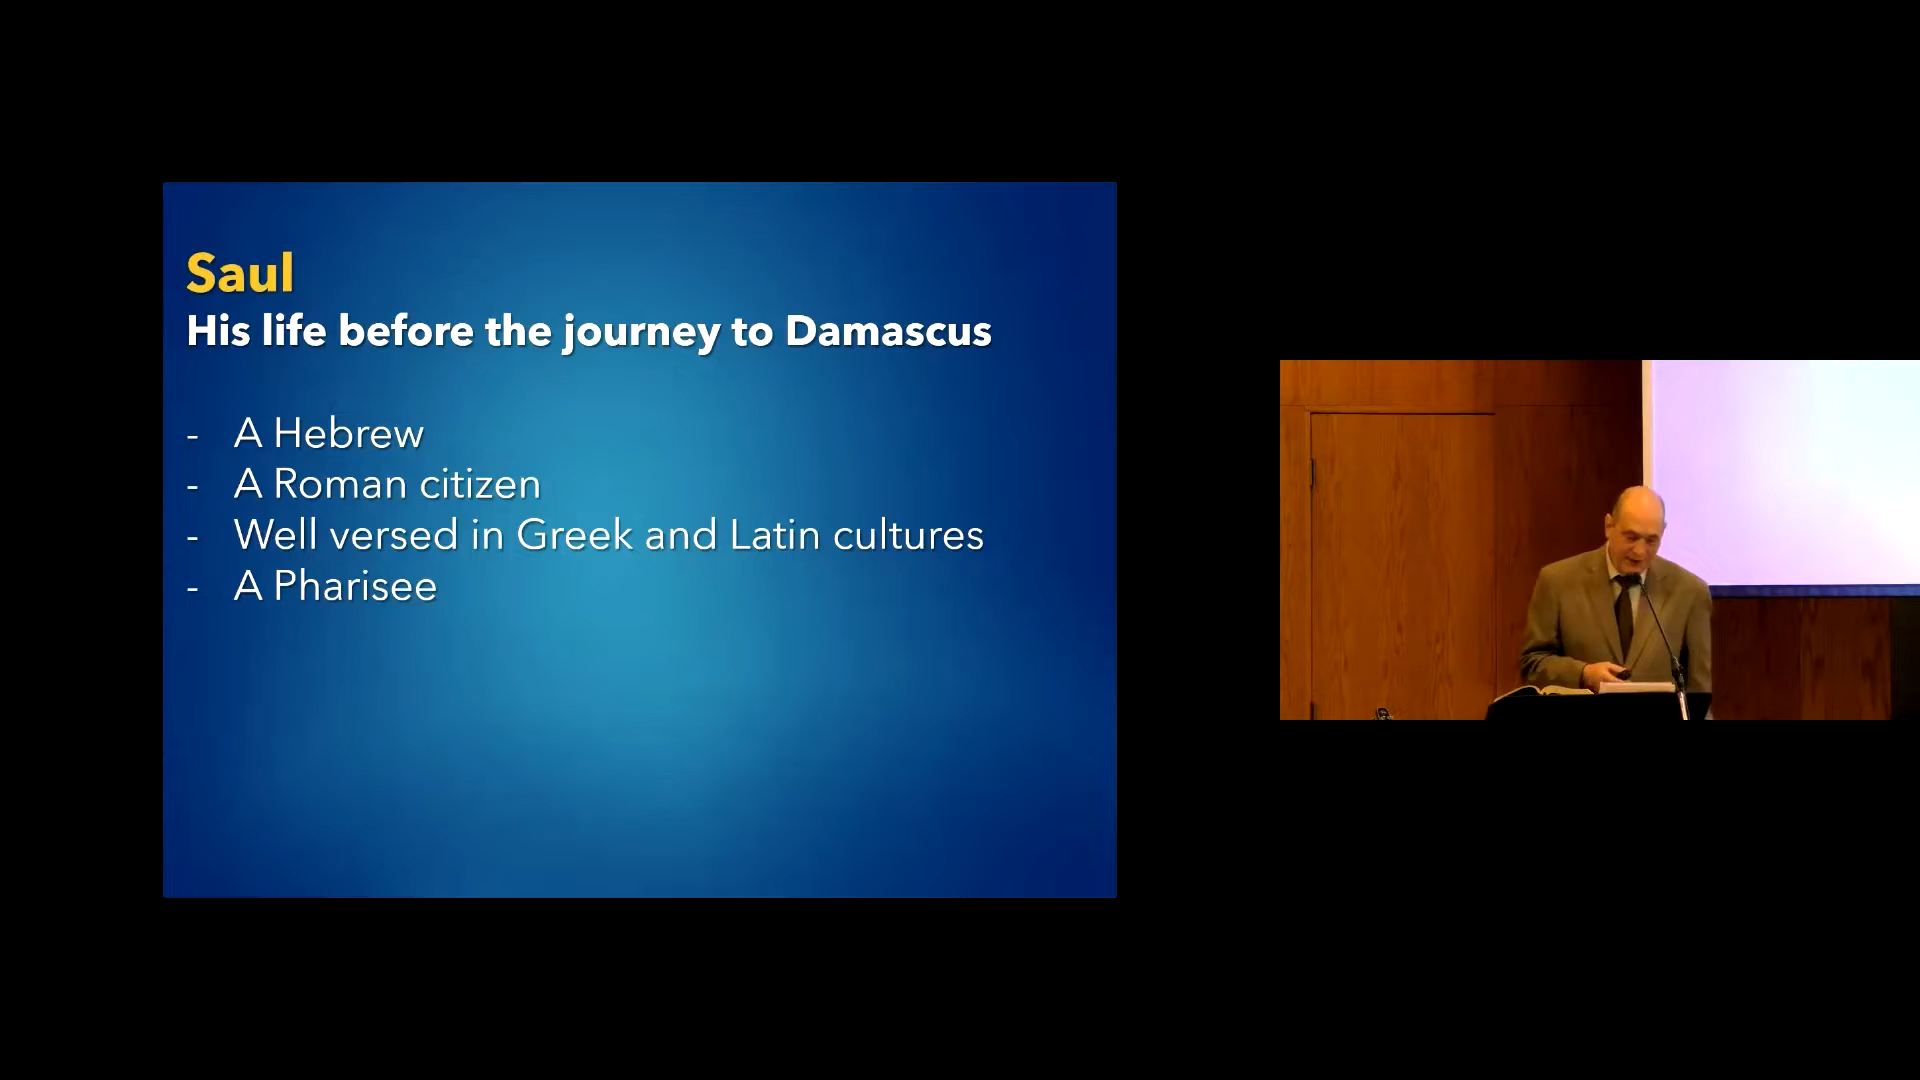 Saul
His life before the journey to Damascus
- A Hebrew
- A Roman citizen
- Well versed in Greek and Latin cultures
- A Pharisee